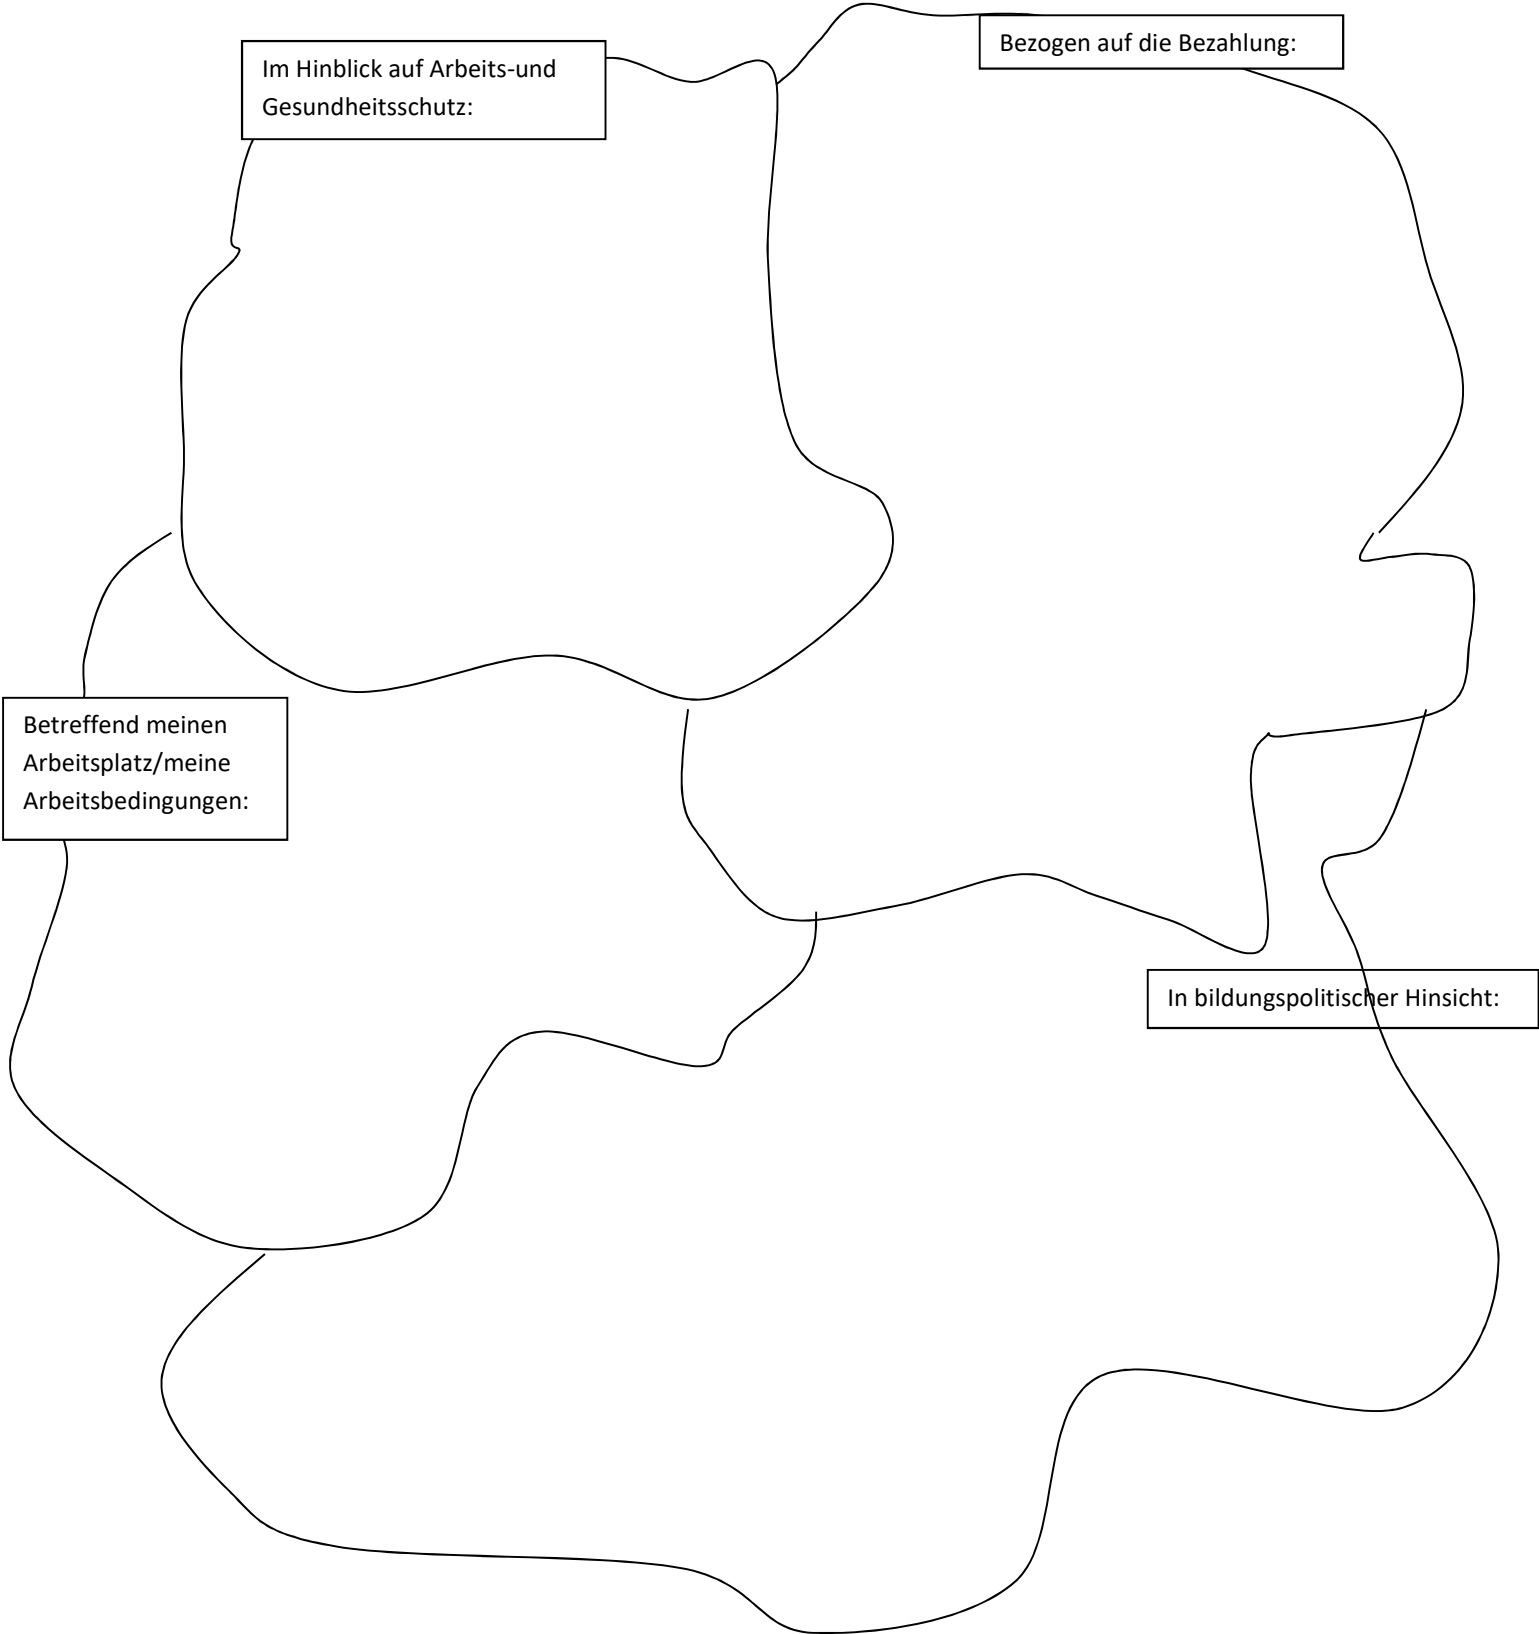 Im Hinblick auf Arbeits-und
Gesundheitsschutz:
Bezogen auf die Bezahlung:
Betreffend meinen
Arbeitsplatz/meine
Arbeitsbedingungen:
In bildungspolitischer Hinsicht: